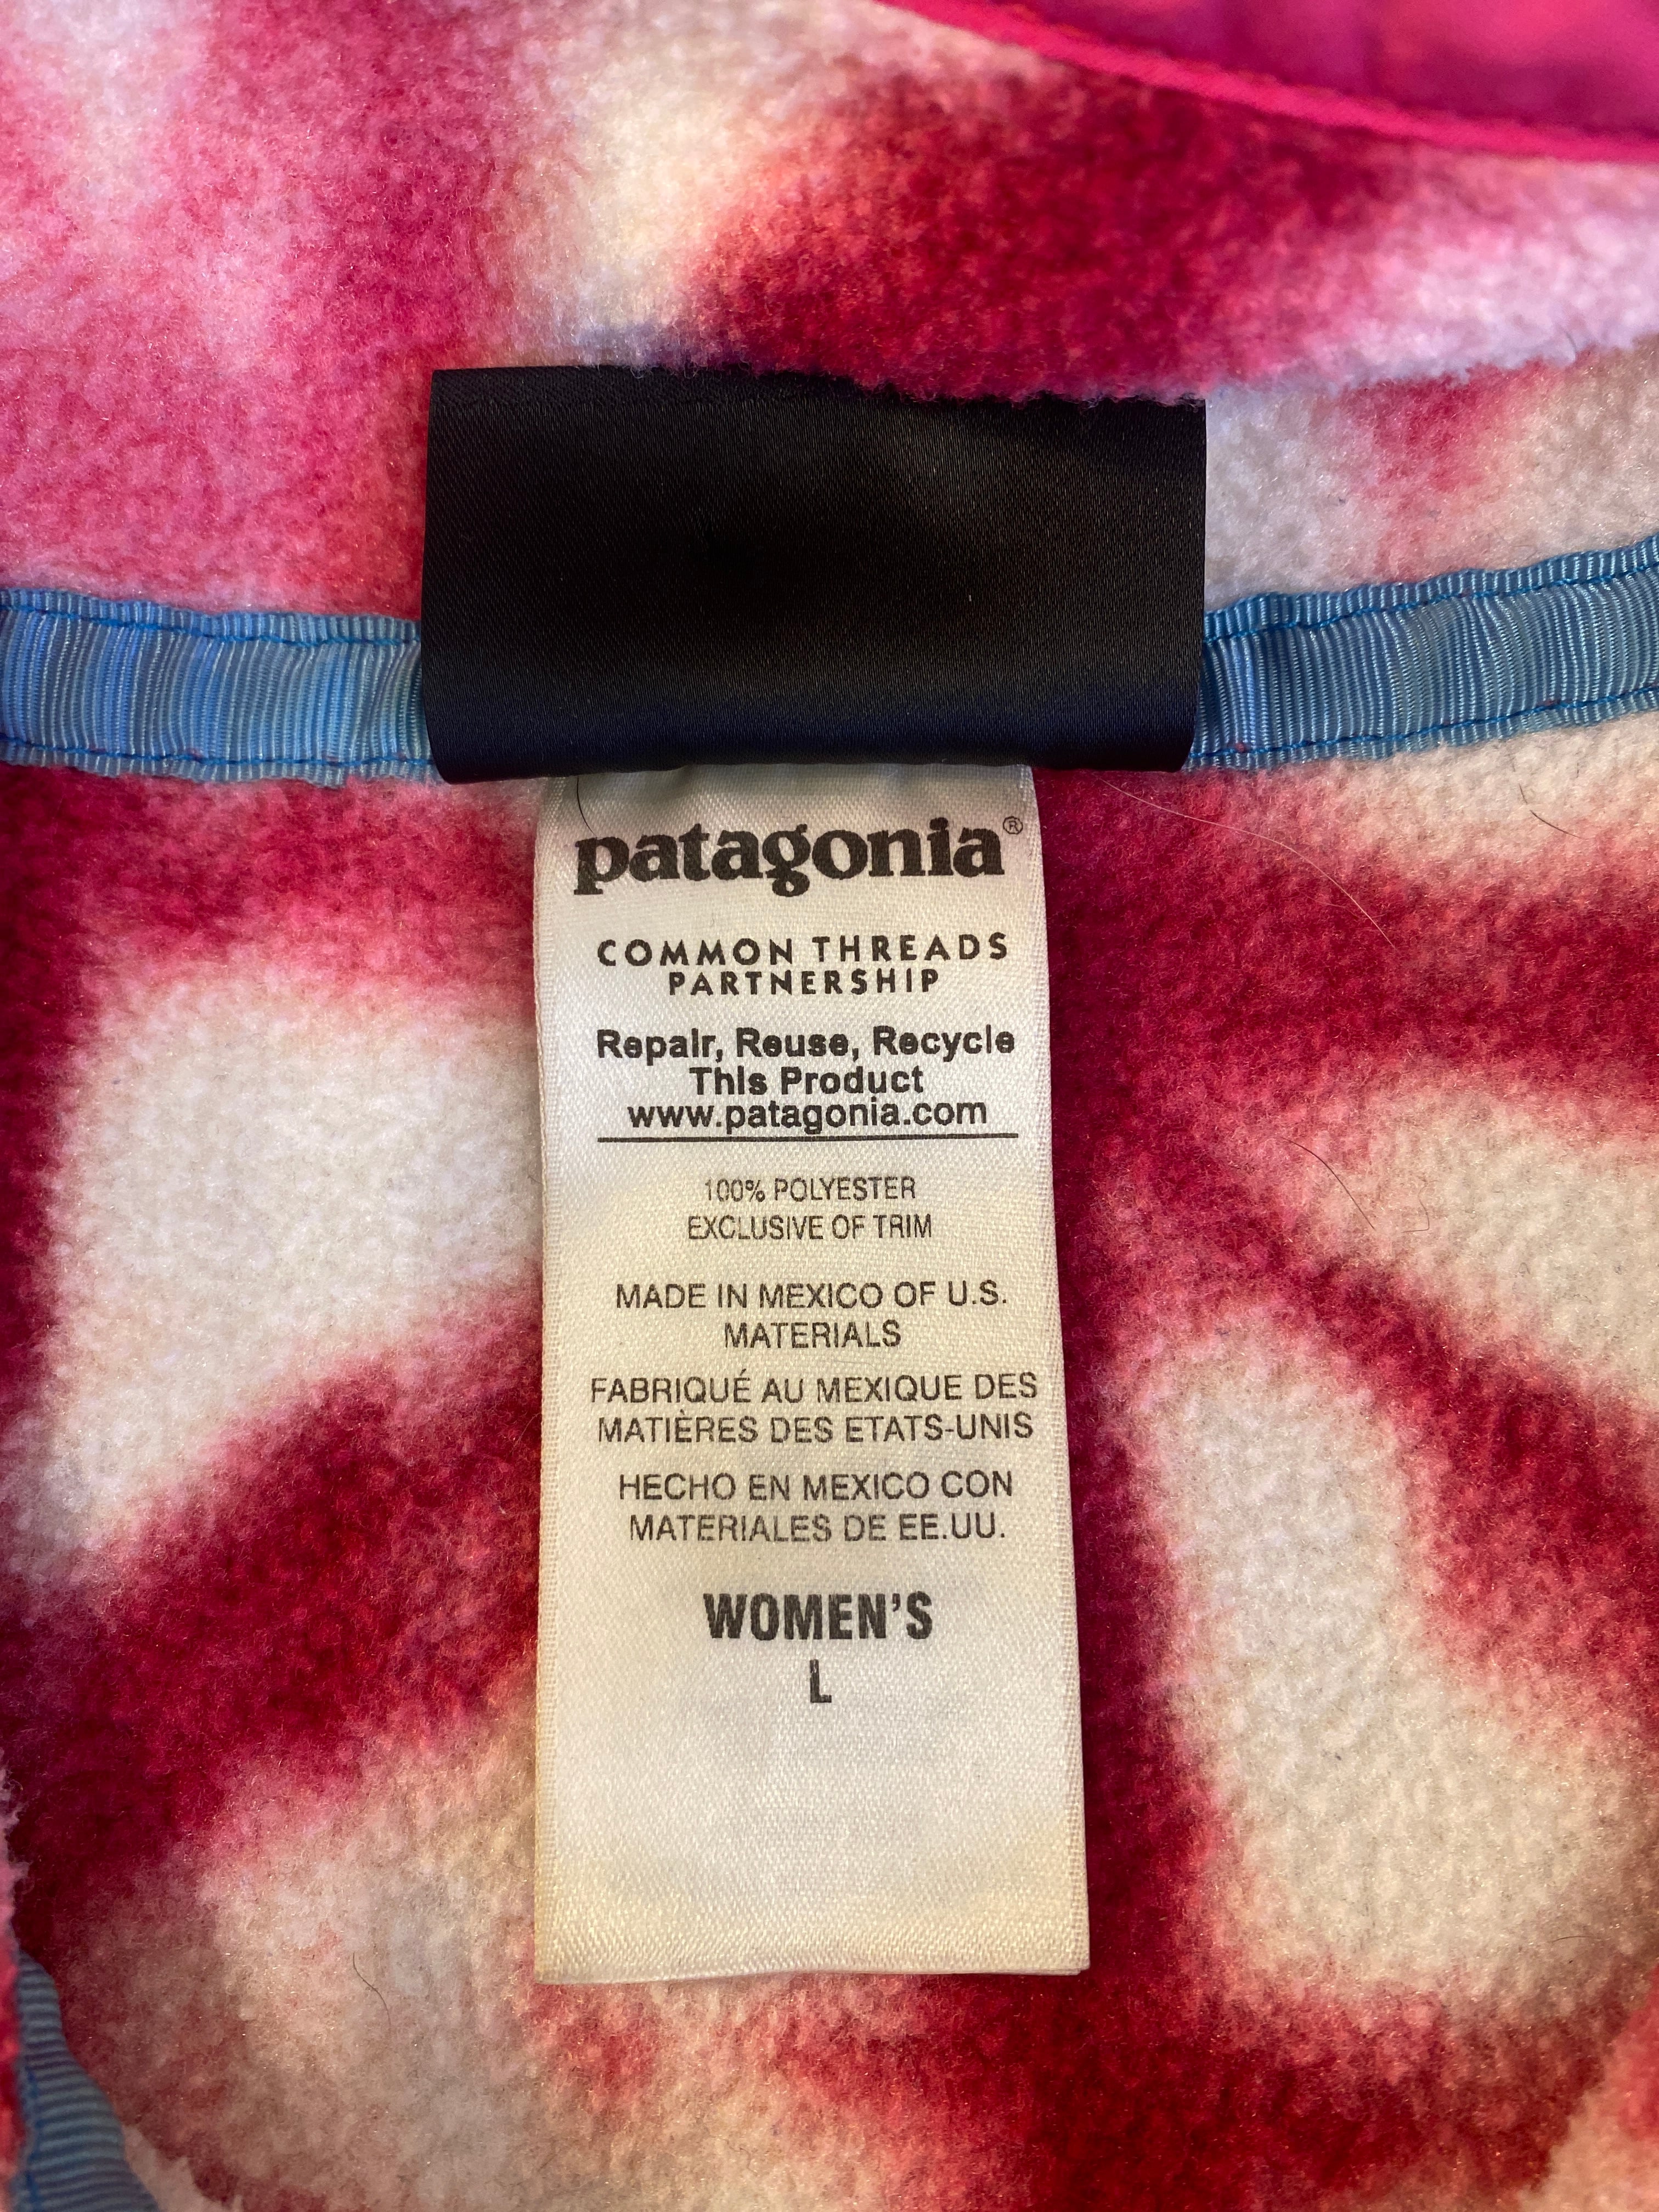 patagonia®
COMMON THREADS
PARTNERSHIP
Repair, Reuse, Recycle
This Product
www.patagonia.com
100% POLYESTER
EXCLUSIVE OF TRIM
MADE IN MEXICO OF U.S.
MATERIALS
FABRIQUÉ AU MEXIQUE DES
MATIÈRES DES ETATS-UNIS
HECHO EN MEXICO CON
MATERIALES DE EE.UU.
WOMEN'S
L